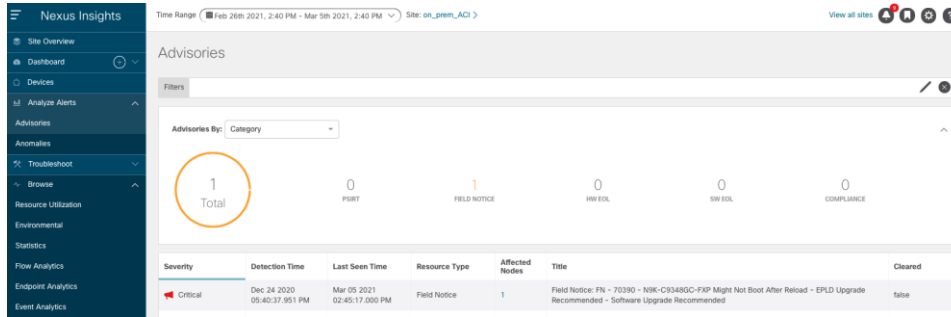 Nexus Insights
Time Range Feb 26th 2021, 2:40 PM - Mar 5th 2021, 2:40 PM Site: on_prem_ACI >
View all sites
Site Overview
Dashboard
Devices
Analyze Alerts
Advisories
Anomalies
Troubleshoot
Browse
Resource Utilization
Environmental
Statistics
Flow Analytics
Endpoint Analytics
Event Analytics
Advisories
Filters
Advisories By: Category
1
Total
0
PSIRT
1
FIELD NOTICE
0
HW EOL
0
SW EOL
0
COMPLIANCE
Severity Detection Time Last Seen Time Resource Type Affected Nodes Title Cleared
Critical
Dec 24 2020
05:40:37.951 PM
Mar 05 2021
02:45:17.000 PM
Field Notice
1
Field Notice: FN - 70390 - N9K-C9348GC-FXP Might Not Boot After Reload - EPLD Upgrade
Recommended - Software Upgrade Recommended
false